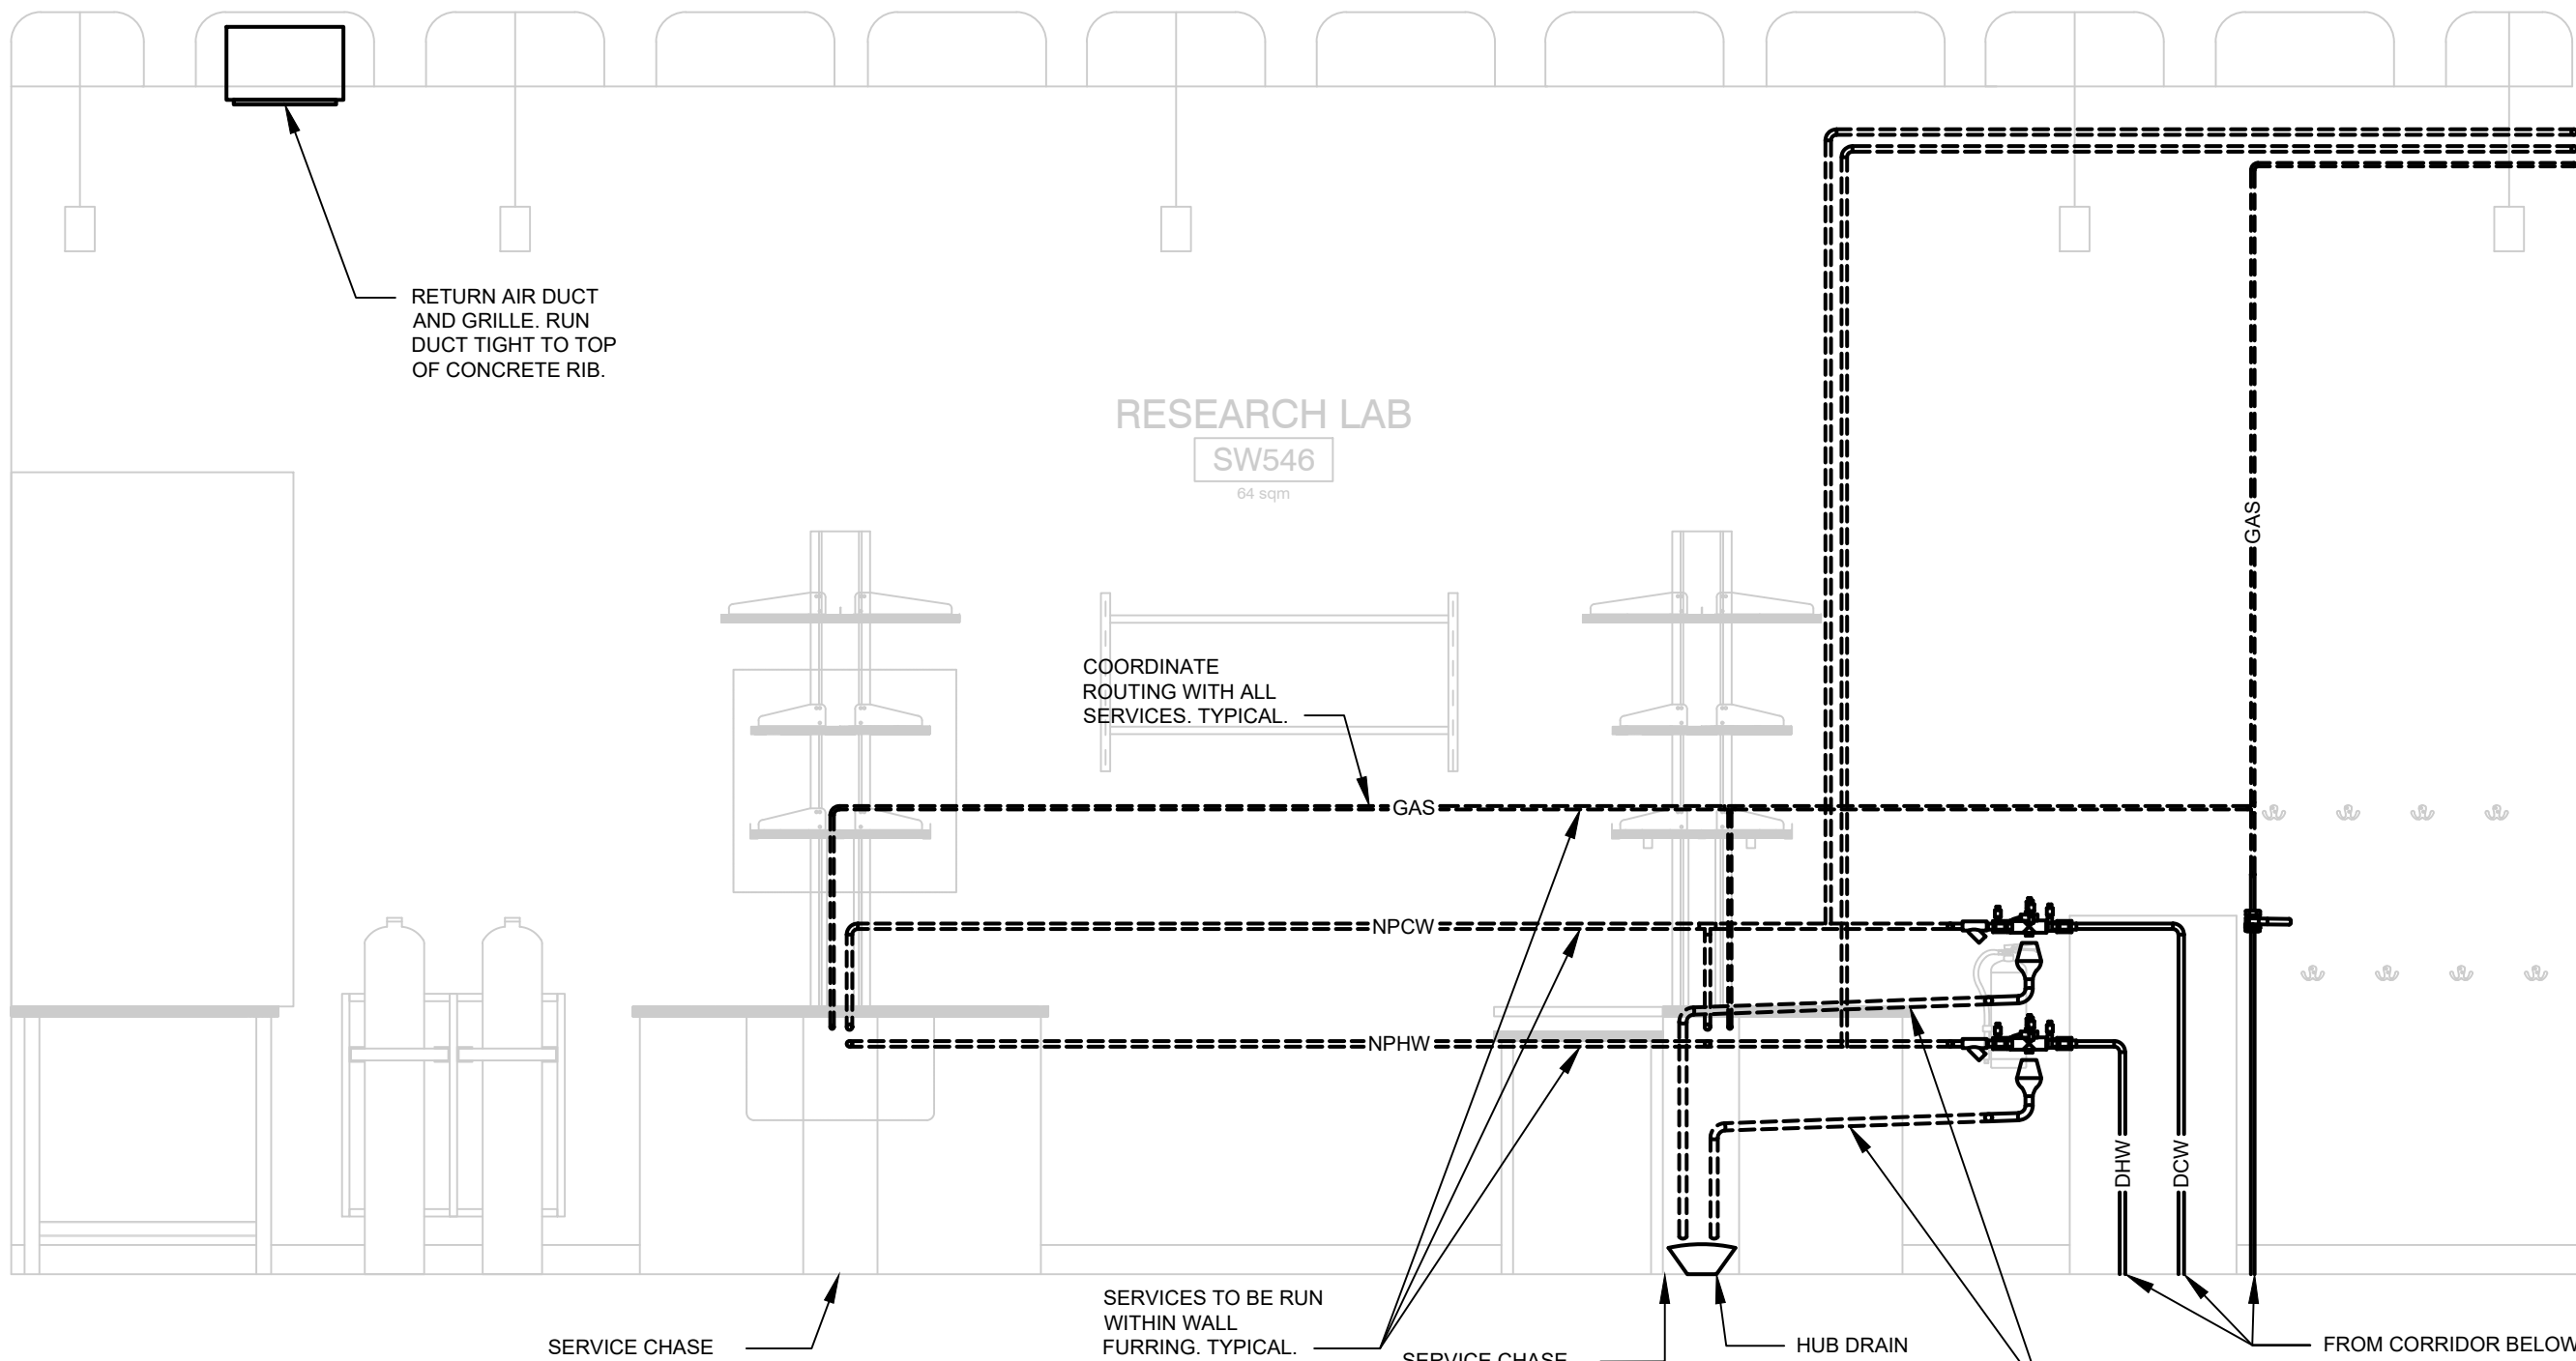 RETURN AIR DUCT
AND GRILLE. RUN
DUCT TIGHT TO TOP
OF CONCRETE RIB.
RESEARCH LAB
SW546
64 sqm
GAS
COORDINATE
ROUTING WITH ALL
SERVICES. TYPICAL.
GAS
NPCW
NPHW
DHW
DCW
SERVICES TO BE RUN
WITHIN WALL
FURRING. TYPICAL.
SERVICE CHASE
SERVICE CHASE
HUB DRAIN
FROM CORRIDOR BELOW